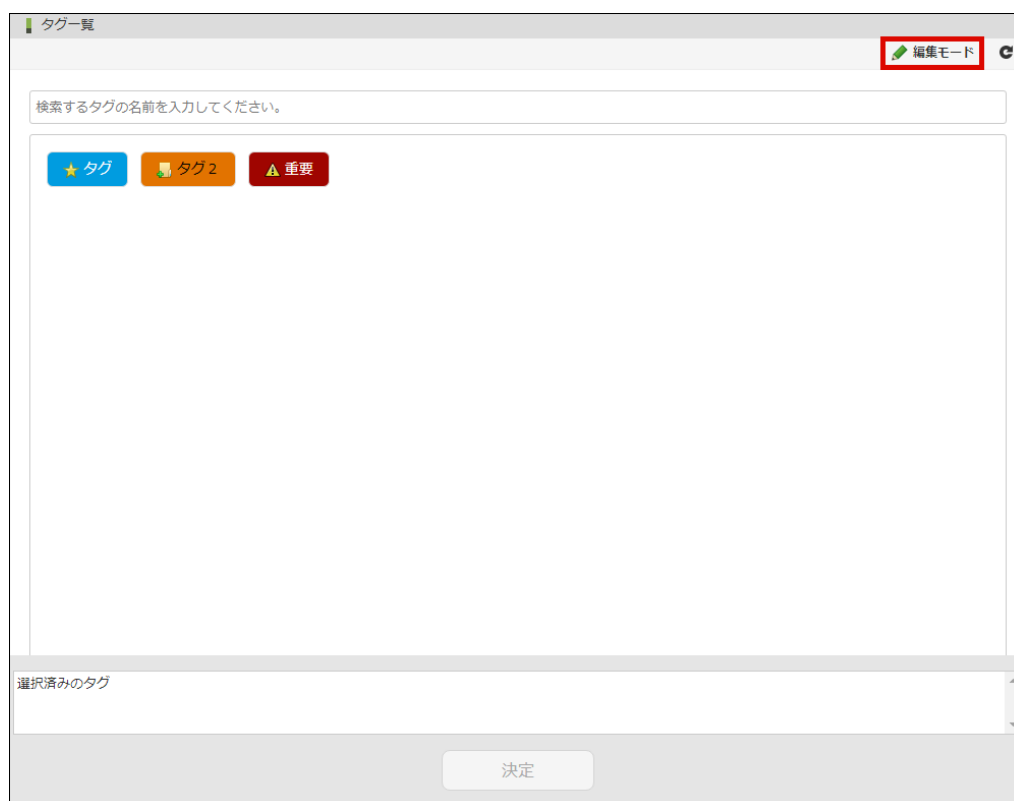 タグ一覧
編集モード
検索するタグの名前を入力してください。
タグ タグ2 重要
選択済みのタグ
決定